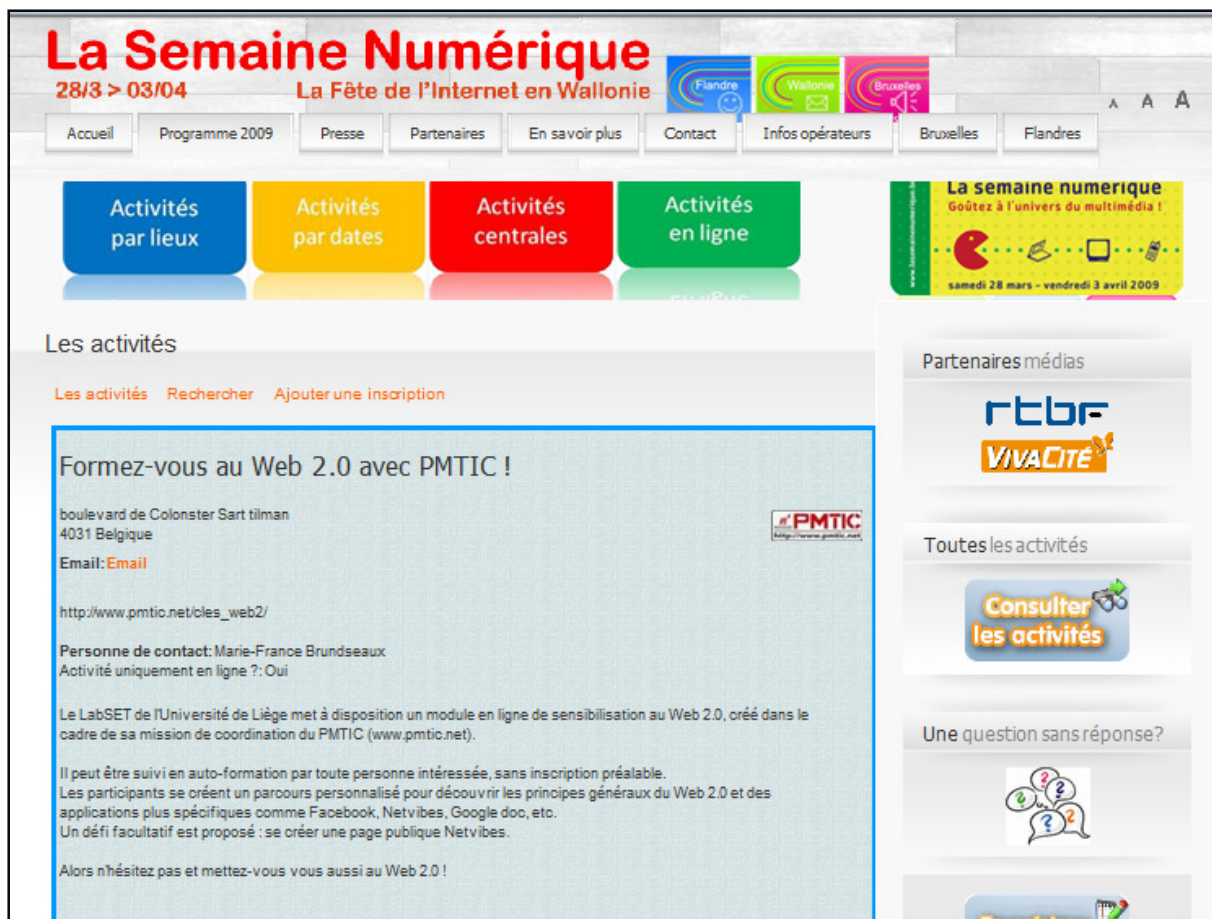 La Semaine Numérique
28/3 > 03/04 La Fête de l'Internet en Wallonie
Flandre Wallonie Bruxelles
A A A
Accueil Programme 2009 Presse Partenaires En savoir plus Contact Infos opérateurs Bruxelles Flandres
Activités par lieux
Activités par dates
Activités centrales
Activités en ligne
La semaine numérique
Goûtez à l'univers du multimédia !
www.lasemainenumerique.be
samedi 28 mars - vendredi 3 avril 2009
Les activités
Les activités Rechercher Ajouter une inscription
Formez-vous au Web 2.0 avec PMTIC !
boulevard de Colonster Sart tilman
4031 Belgique
PMTIC
http://www.pmtic.net
Email: Email
http://www.pmtic.net/cles_web2/
Personne de contact: Marie-France Brundseaux
Activité uniquement en ligne ?: Oui
Le LabSET de l'Université de Liège met à disposition un module en ligne de sensibilisation au Web 2.0, créé dans le
cadre de sa mission de coordination du PMTIC (www.pmtic.net).
Il peut être suivi en auto-formation par toute personne intéressée, sans inscription préalable.
Les participants se créent un parcours personnalisé pour découvrir les principes généraux du Web 2.0 et des
applications plus spécifiques comme Facebook, Netvibes, Google doc, etc.
Un défi facultatif est proposé : se créer une page publique Netvibes.
Alors n'hésitez pas et mettez-vous vous aussi au Web 2.0 !
Partenaires médias
rtbf
VIVACITÉ
Toutes les activités
Consulter
les activités
Une question sans réponse?
? ? ? ? ? ?